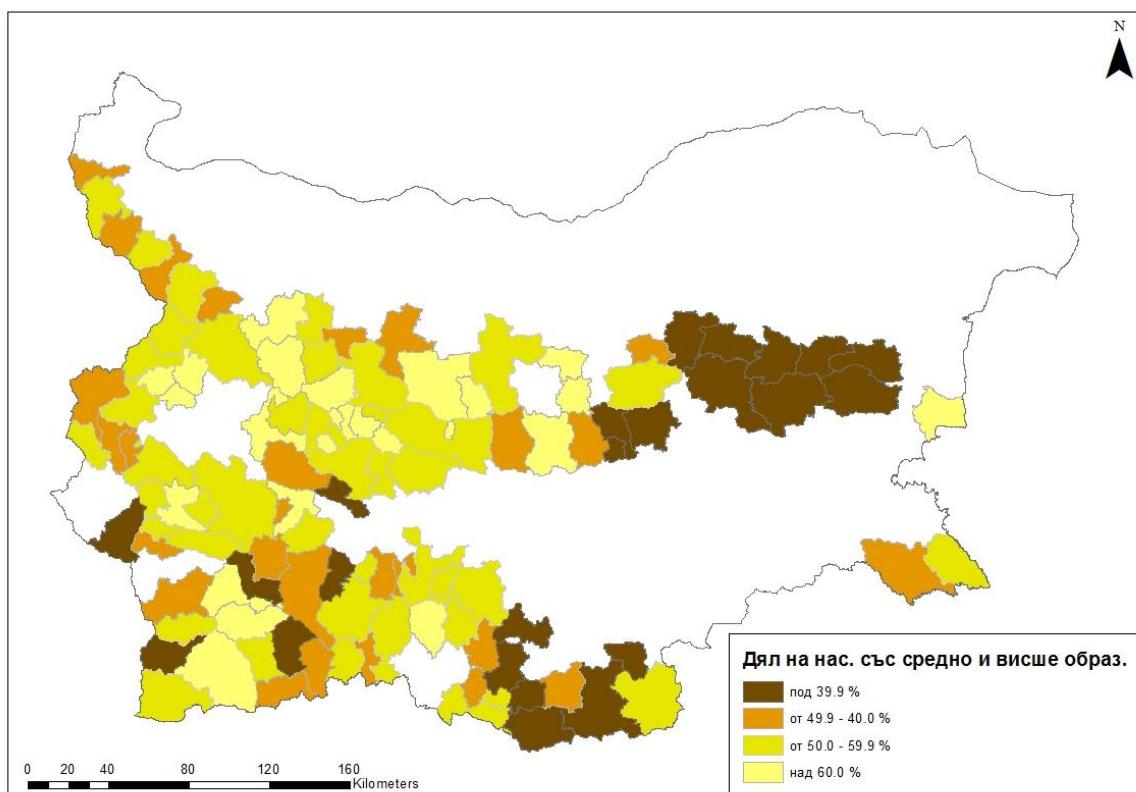 N
Дял на нас. със средно и висше образ.
под 39.9 %
от 49.9 - 40.0 %
от 50.0 - 59.9 %
над 60.0 %
0 20 40 80 120 160
Kilometers